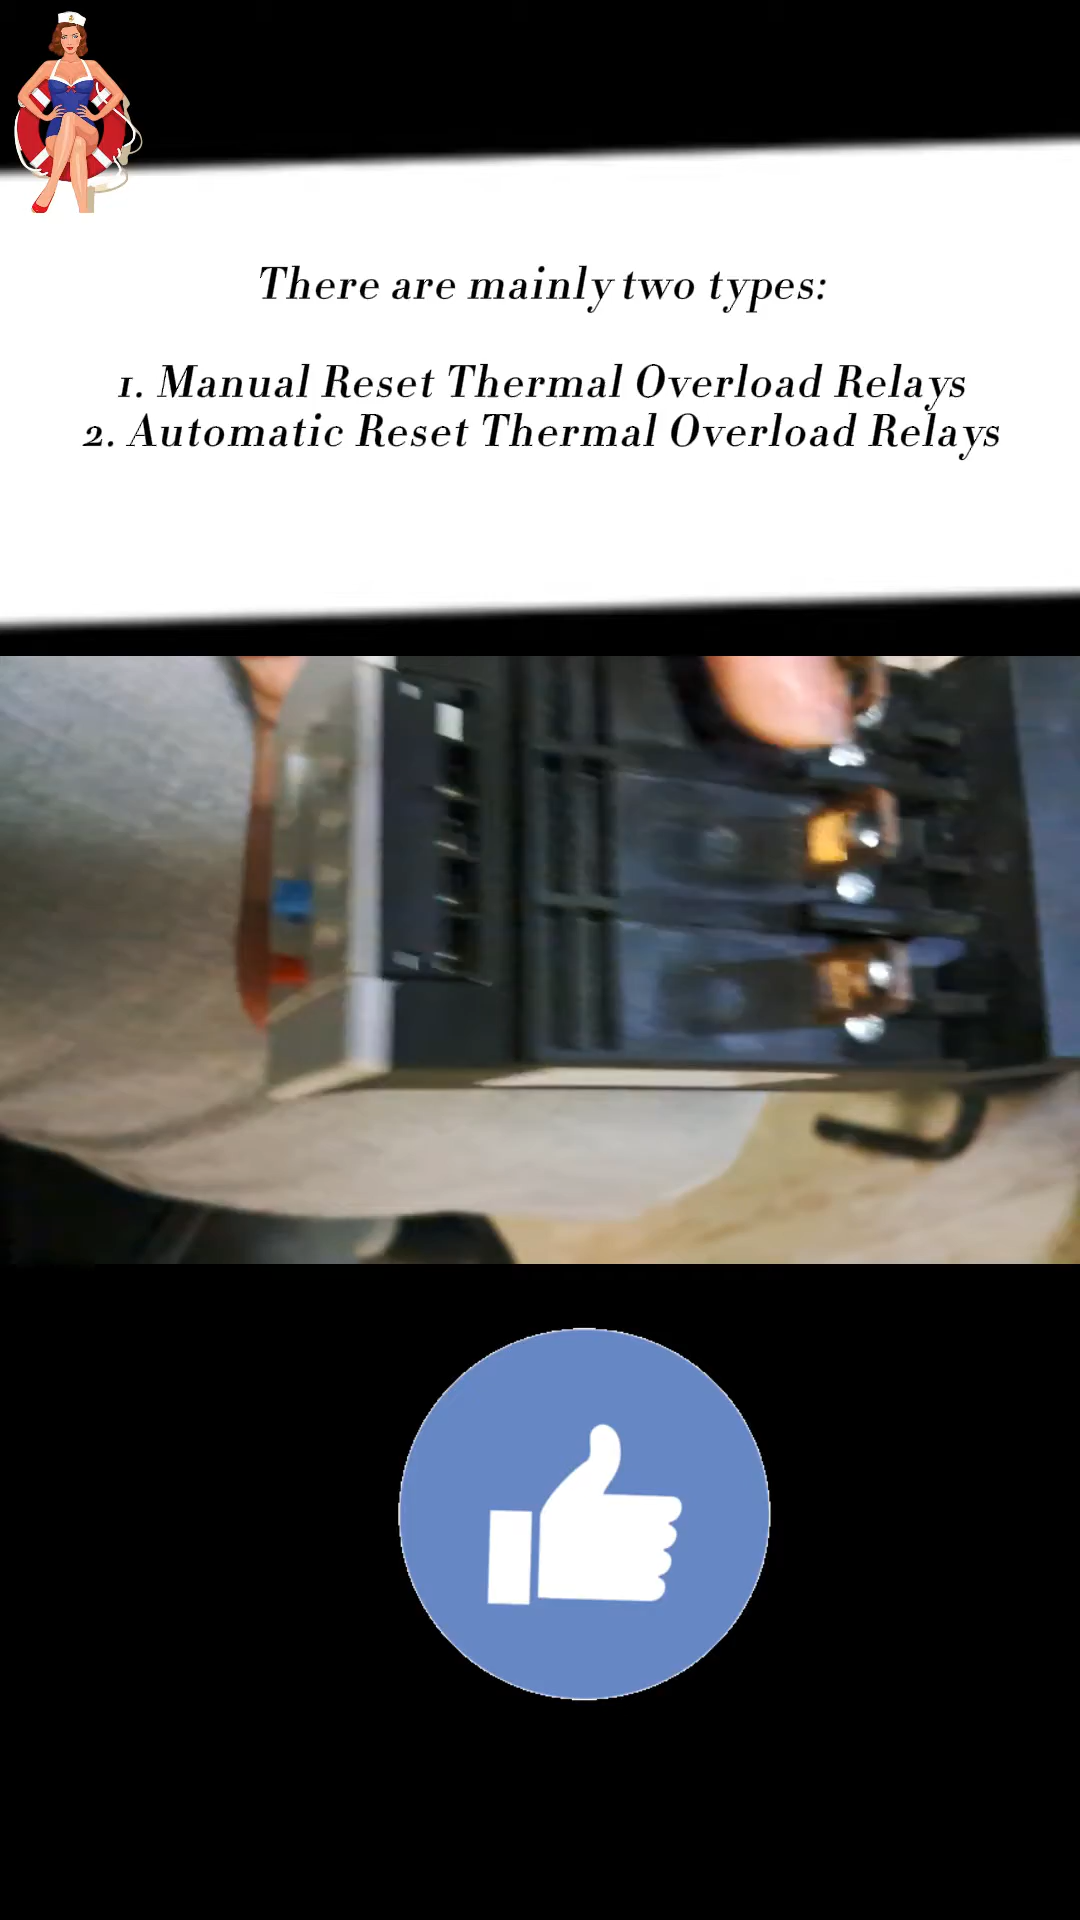 There are mainly two types:
1. Manual Reset Thermal Overload Relays
2. Automatic Reset Thermal Overload Relays